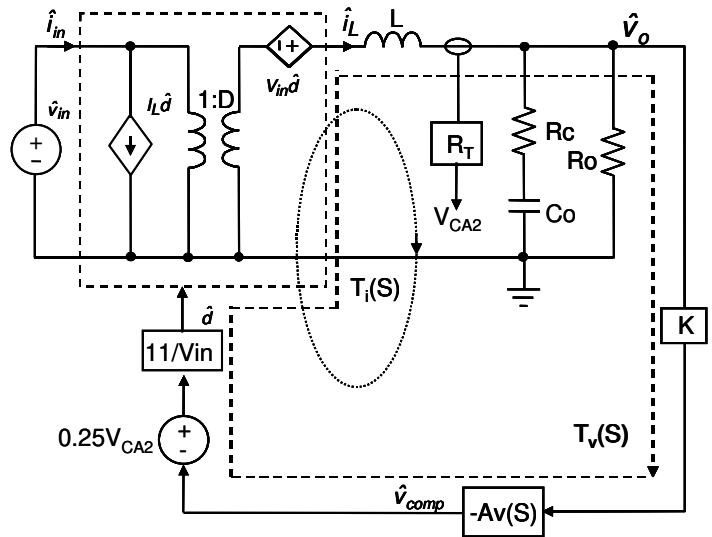 î_in
î_L
L
V̂_o
v̂_in
I_L d̂
1:D
V_in d̂
R_T
Rc
Ro
V_CA2
Co
T_i(S)
d̂
K
11/Vin
0.25V_CA2
T_v(S)
v̂_comp
-Av(S)